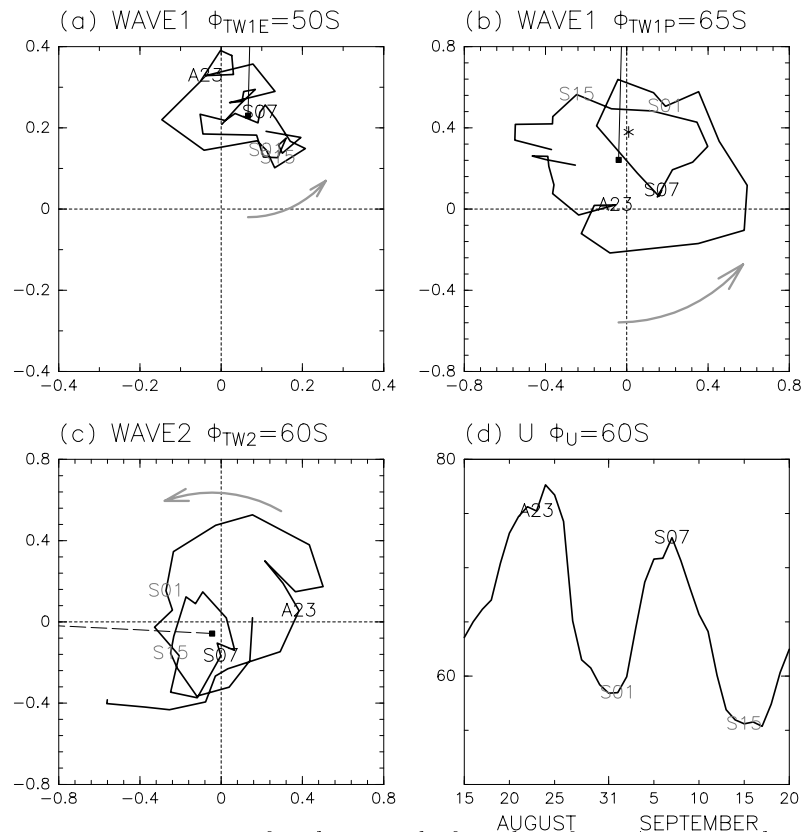 (a) WAVE1 Φ_TW1E=50S
0.4
0.2
0
−0.2
−0.4
−0.4 −0.2 0 0.2 0.4
A23
S07
S01
S15
(b) WAVE1 Φ_TW1P=65S
0.8
0.4
0
−0.4
−0.8
−0.8 −0.4 0 0.4 0.8
S15
S01
S07
A23
(c) WAVE2 Φ_TW2=60S
0.8
0.4
0
−0.4
−0.8
−0.8 −0.4 0 0.4 0.8
S01
A23
S15
S07
(d) U Φ_U=60S
80
60
A23
S07
S01
S15
15 20 25 31 5 10 15 20
AUGUST SEPTEMBER